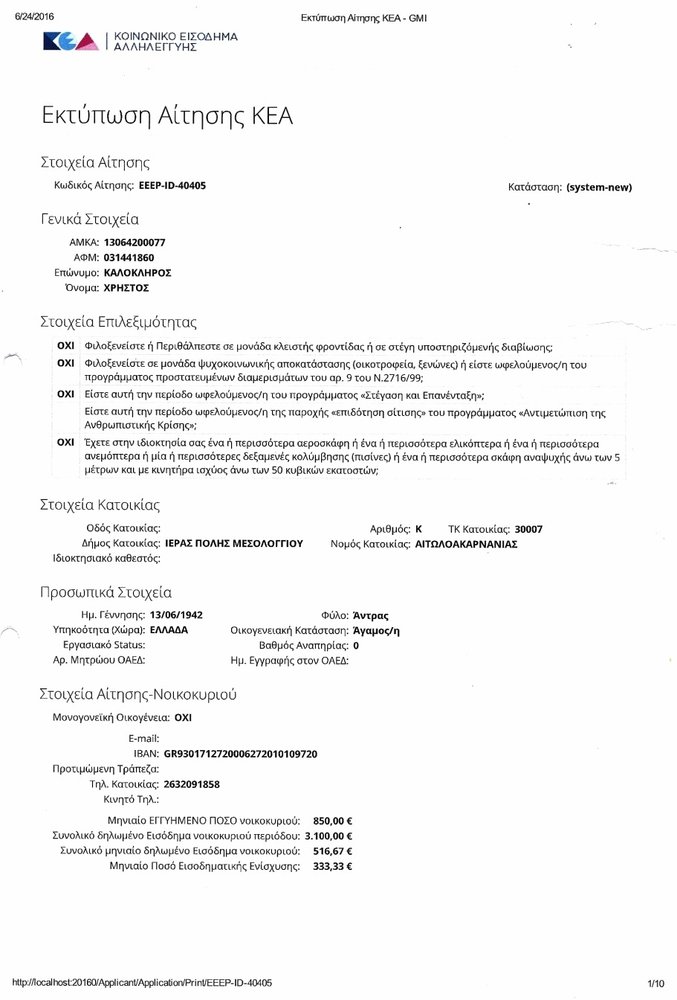 6/24/2016 Εκτύπωση Αίτησης ΚΕΑ - GMI
ΚΕΑ ΚΟΙΝΩΝΙΚΟ ΕΙΣΟΔΗΜΑ
ΑΛΛΗΛΕΓΓΥΗΣ
Εκτύπωση Αίτησης ΚΕΑ
Στοιχεία Αίτησης
Κωδικός Αίτησης: EEEP-ID-40405 Κατάσταση: (system-new)
Γενικά Στοιχεία
ΑΜΚΑ: 13064200077
ΑΦΜ: 031441860
Επώνυμο: ΚΑΛΟΚΛΗΡΟΣ
Όνομα: ΧΡΗΣΤΟΣ
Στοιχεία Επιλεξιμότητας
ΟΧΙ Φιλοξενείστε ή Περιθάλπεστε σε μονάδα κλειστής φροντίδας ή σε στέγη υποστηριζόμενής διαβίωσης;
ΟΧΙ Φιλοξενείστε σε μονάδα ψυχοκοινωνικής αποκατάστασης (οικοτροφεία, ξενώνες) ή είστε ωφελούμενος/η του
προγράμματος προστατευμένων διαμερισμάτων του αρ. 9 του Ν.2716/99;
ΟΧΙ Είστε αυτή την περίοδο ωφελούμενος/η του προγράμματος «Στέγαση και Επανένταξη»;
Είστε αυτή την περίοδο ωφελούμενος/η της παροχής «επιδότηση σίτισης» του προγράμματος «Αντιμετώπιση της
Ανθρωπιστικής Κρίσης»;
ΟΧΙ Έχετε στην ιδιοκτησία σας ένα ή περισσότερα αεροσκάφη ή ένα ή περισσότερα ελικόπτερα ή ένα ή περισσότερα
ανεμόπτερα ή μία ή περισσότερες δεξαμενές κολύμβησης (πισίνες) ή ένα ή περισσότερα σκάφη αναψυχής άνω των 5
μέτρων και με κινητήρα ισχύος άνω των 50 κυβικών εκατοστών;
Στοιχεία Κατοικίας
Οδός Κατοικίας: Αριθμός: Κ ΤΚ Κατοικίας: 30007
Δήμος Κατοικίας: ΙΕΡΑΣ ΠΟΛΗΣ ΜΕΣΟΛΟΓΓΙΟΥ Νομός Κατοικίας: ΑΙΤΩΛΟΑΚΑΡΝΑΝΙΑΣ
Ιδιοκτησιακό καθεστός:
Προσωπικά Στοιχεία
Ημ. Γέννησης: 13/06/1942 Φύλο: Άντρας
Υπηκοότητα (Χώρα): ΕΛΛΑΔΑ Οικογενειακή Κατάσταση: Άγαμος/η
Εργασιακό Status: Βαθμός Αναπηρίας: 0
Αρ. Μητρώου ΟΑΕΔ: Ημ. Εγγραφής στον ΟΑΕΔ:
Στοιχεία Αίτησης-Νοικοκυριού
Μονογονεϊκή Οικογένεια: ΟΧΙ
E-mail:
IBAN: GR9301712720006272010109720
Προτιμώμενη Τράπεζα:
Τηλ. Κατοικίας: 2632091858
Κινητό Τηλ.:
Μηνιαίο ΕΓΓΥΗΜΕΝΟ ΠΟΣΟ νοικοκυριού: 850,00 €
Συνολικό δηλωμένο Εισόδημα νοικοκυριού περιόδου: 3.100,00 €
Συνολικό μηνιαίο δηλωμένο Εισόδημα νοικοκυριού: 516,67 €
Μηνιαίο Ποσό Εισοδηματικής Ενίσχυσης: 333,33 €
http://localhost:20160/Applicant/Application/Print/EEEP-ID-40405 1/10